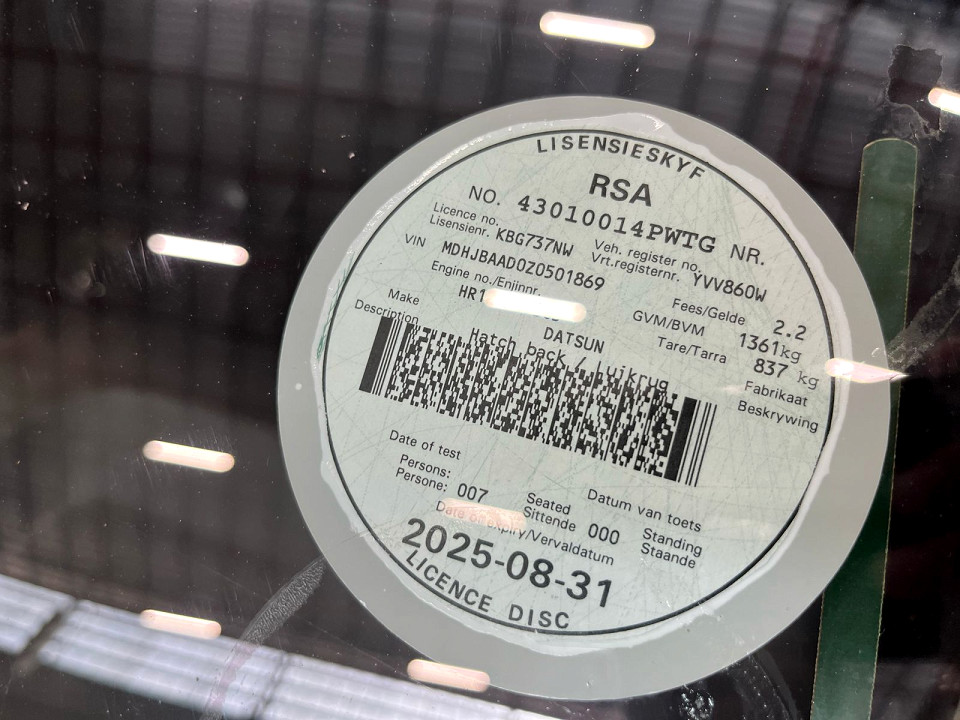 LISENSIESKYF
RSA
NO. 43010014PWTG NR.
Licence no. Veh. register no.
Lisensienr. KBG737NW Vrt.registernr. YVV860W
VIN MDHJBAAD0Z0501869 Fees/Gelde 2.2
Engine no./Enjinnr. GVM/BVM 1361kg
Tare/Tarra 837 kg
Make DATSUN Fabrikaat
Description Hatch back / Luikrug Beskrywing
Date of test Datum van toets
Persons: Seated Standing
Persone: 007 Sittende 000 Staande
Date of expiry/Vervaldatum
2025-08-31
LICENCE DISC